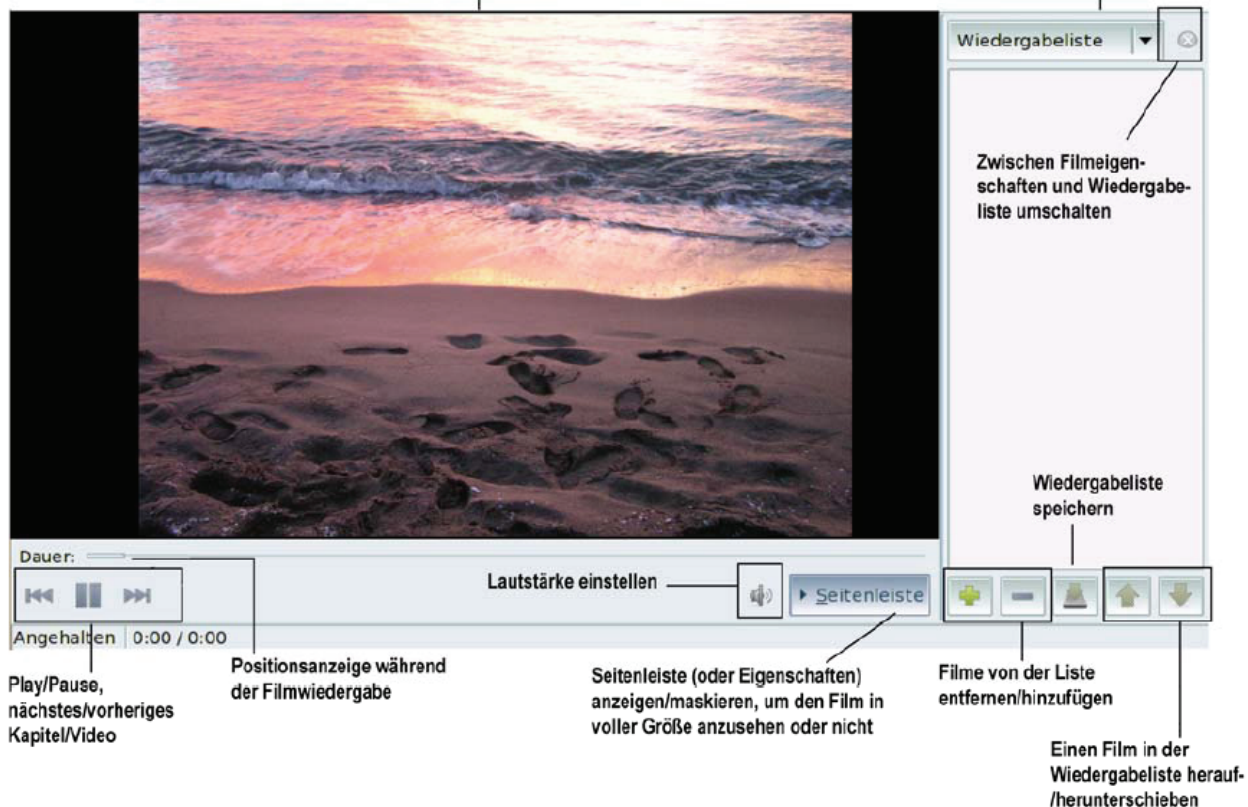 Wiedergabeliste
Zwischen Filmeigen-
schaften und Wiedergabe-
liste umschalten
Wiedergabeliste
speichern
Dauer:
Lautstärke einstellen
Seitenleiste
Angehalten 0:00 / 0:00
Play/Pause,
nächstes/vorheriges
Kapitel/Video
Positionsanzeige während
der Filmwiedergabe
Seitenleiste (oder Eigenschaften)
anzeigen/maskieren, um den Film in
voller Größe anzusehen oder nicht
Filme von der Liste
entfernen/hinzufügen
Einen Film in der
Wiedergabeliste herauf-
/herunterschieben